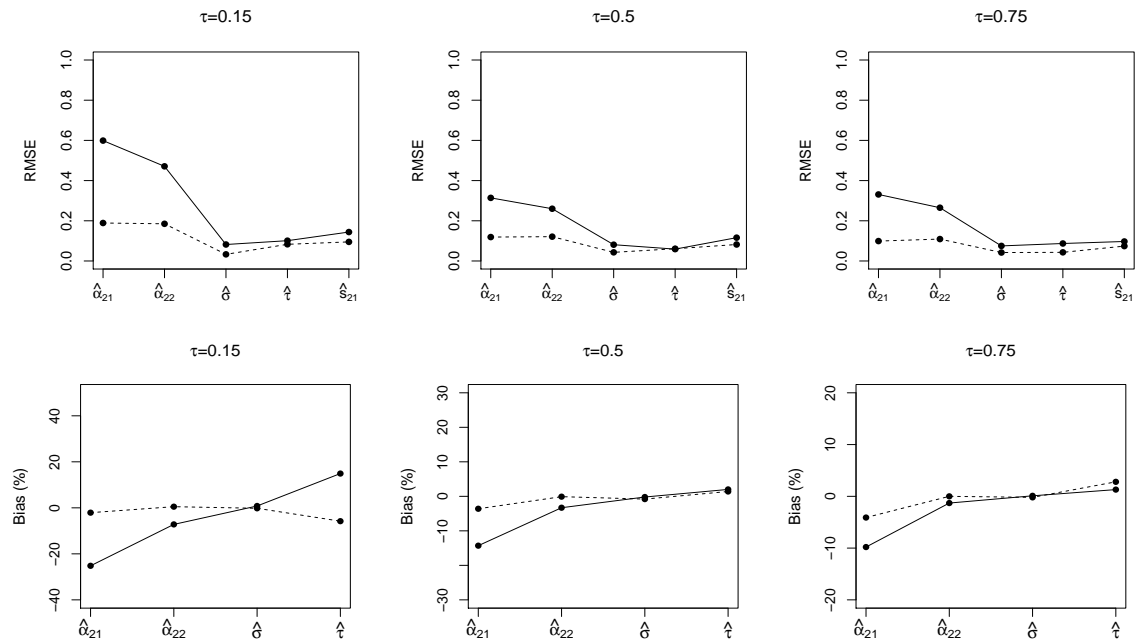 τ=0.15
τ=0.5
τ=0.75
RMSE
0.0 0.2 0.4 0.6 0.8 1.0
α̂₂₁ α̂₂₂ σ̂ τ̂ ŝ₂₁
RMSE
0.0 0.2 0.4 0.6 0.8 1.0
α̂₂₁ α̂₂₂ σ̂ τ̂ ŝ₂₁
RMSE
0.0 0.2 0.4 0.6 0.8 1.0
α̂₂₁ α̂₂₂ σ̂ τ̂ ŝ₂₁
τ=0.15
τ=0.5
τ=0.75
Bias (%)
−40 −20 0 20 40
α̂₂₁ α̂₂₂ σ̂ τ̂
Bias (%)
−30 −10 0 10 20 30
α̂₂₁ α̂₂₂ σ̂ τ̂
Bias (%)
−20 −10 0 10 20
α̂₂₁ α̂₂₂ σ̂ τ̂